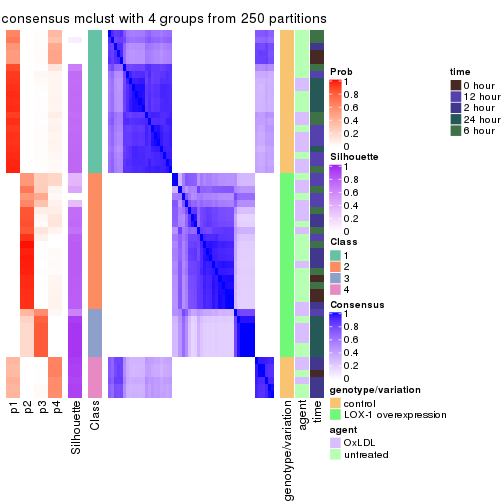 consensus mclust with 4 groups from 250 partitions
p1
p2
p3
p4
Silhouette
Class
genotype/variation
agent
time
Prob
1
0.8
0.6
0.4
0.2
0
Silhouette
1
0.8
0.6
0.4
0.2
0
Class
1
2
3
4
Consensus
1
0.8
0.6
0.4
0.2
0
genotype/variation
control
LOX-1 overexpression
agent
OxLDL
untreated
time
0 hour
12 hour
2 hour
24 hour
6 hour